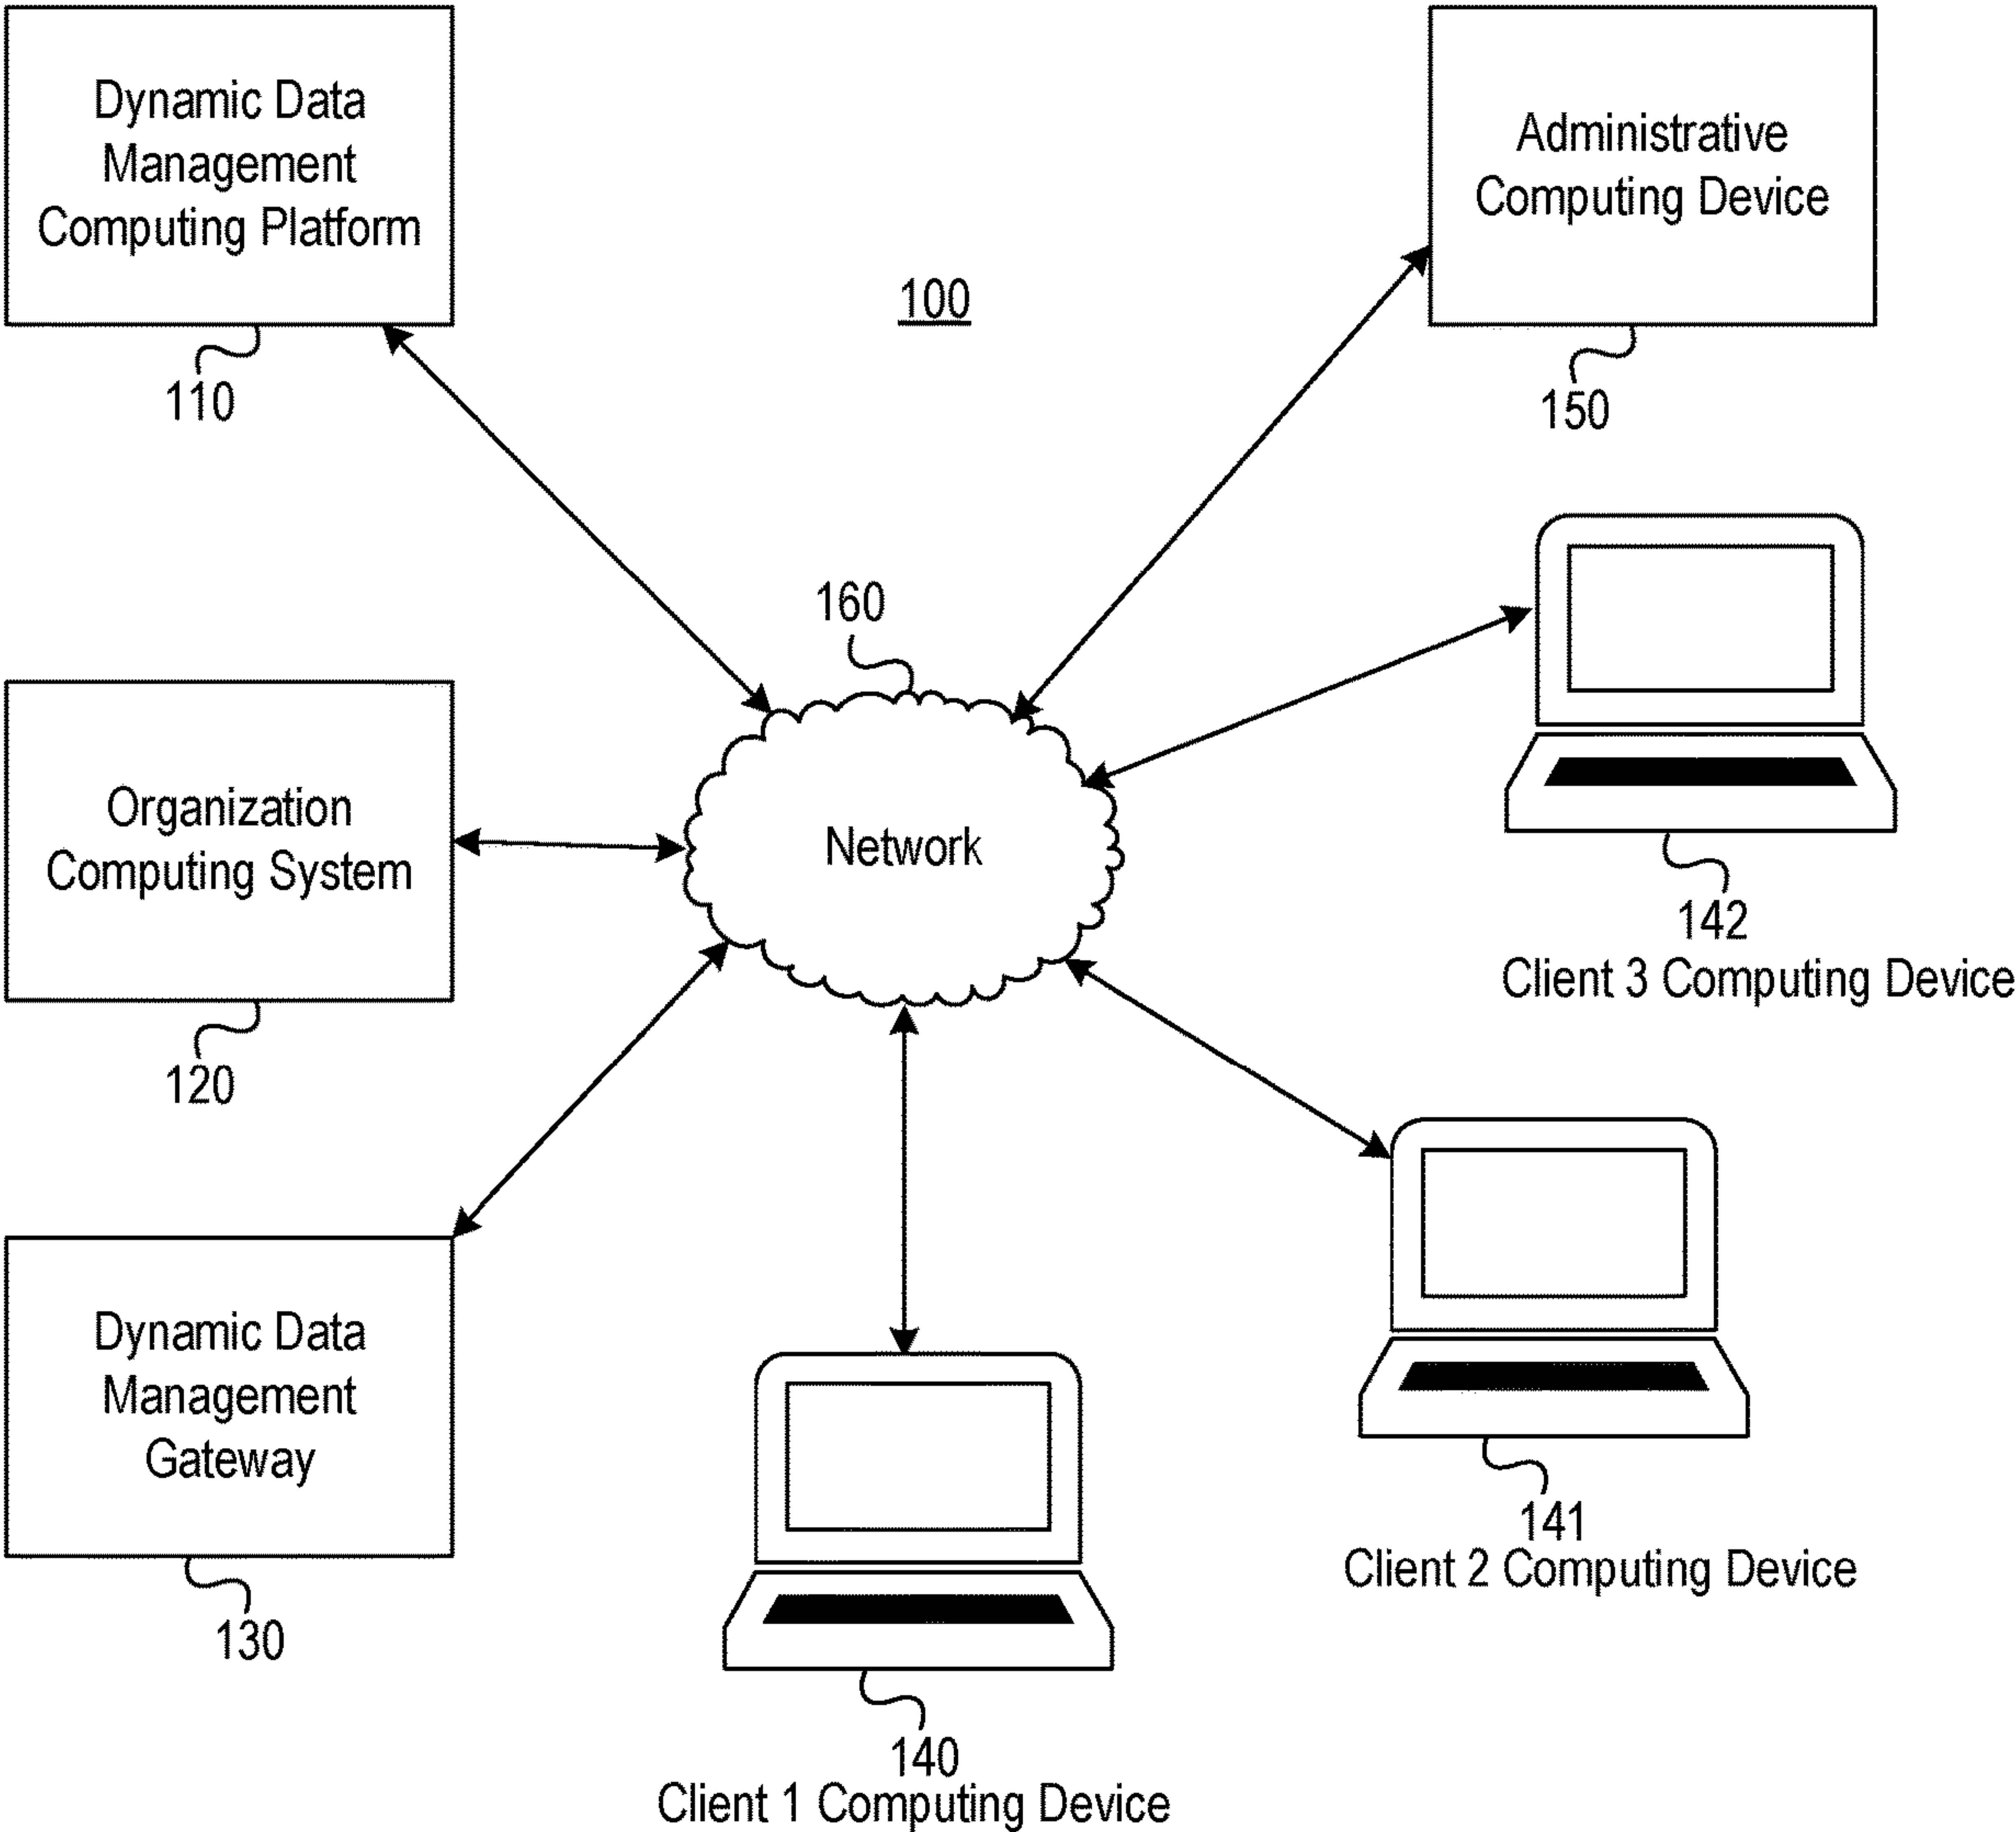 Dynamic Data
Management
Computing Platform
110
100
Administrative
Computing Device
150
160
Network
Organization
Computing System
120
142
Client 3 Computing Device
Dynamic Data
Management
Gateway
130
141
Client 2 Computing Device
140
Client 1 Computing Device